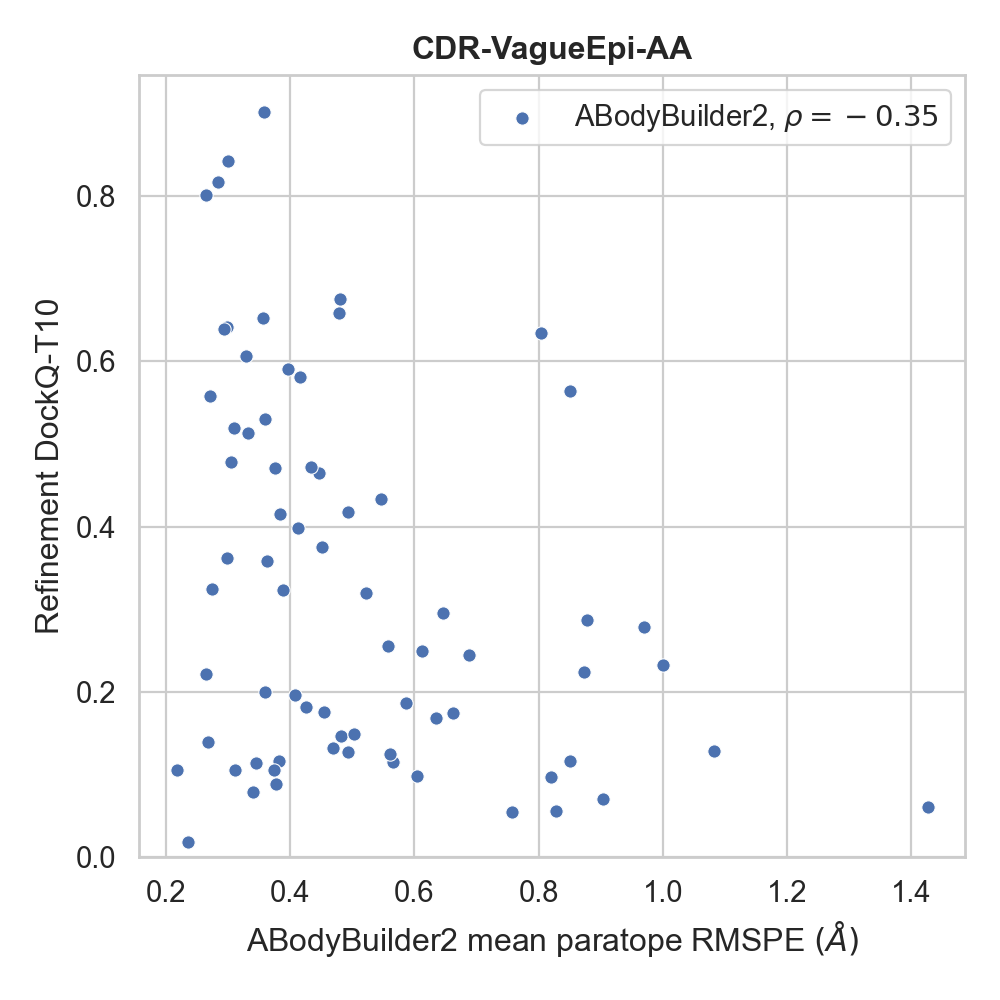 CDR-VagueEpi-AA
ABodyBuilder2, ρ = − 0.35
Refinement DockQ-T10
0.8
0.6
0.4
0.2
0.0
0.2 0.4 0.6 0.8 1.0 1.2 1.4
ABodyBuilder2 mean paratope RMSPE (Å)